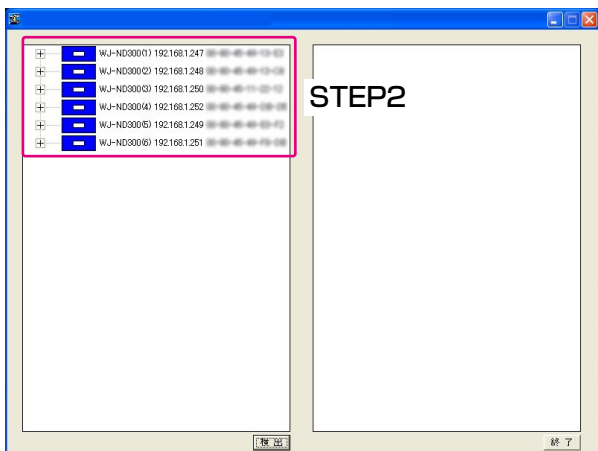 WJ-ND300(1) 192.168.1.247
WJ-ND300(2) 192.168.1.248
WJ-ND300(3) 192.168.1.250
WJ-ND300(4) 192.168.1.252
WJ-ND300(5) 192.168.1.249
WJ-ND300(6) 192.168.1.251
STEP2
検出
終了